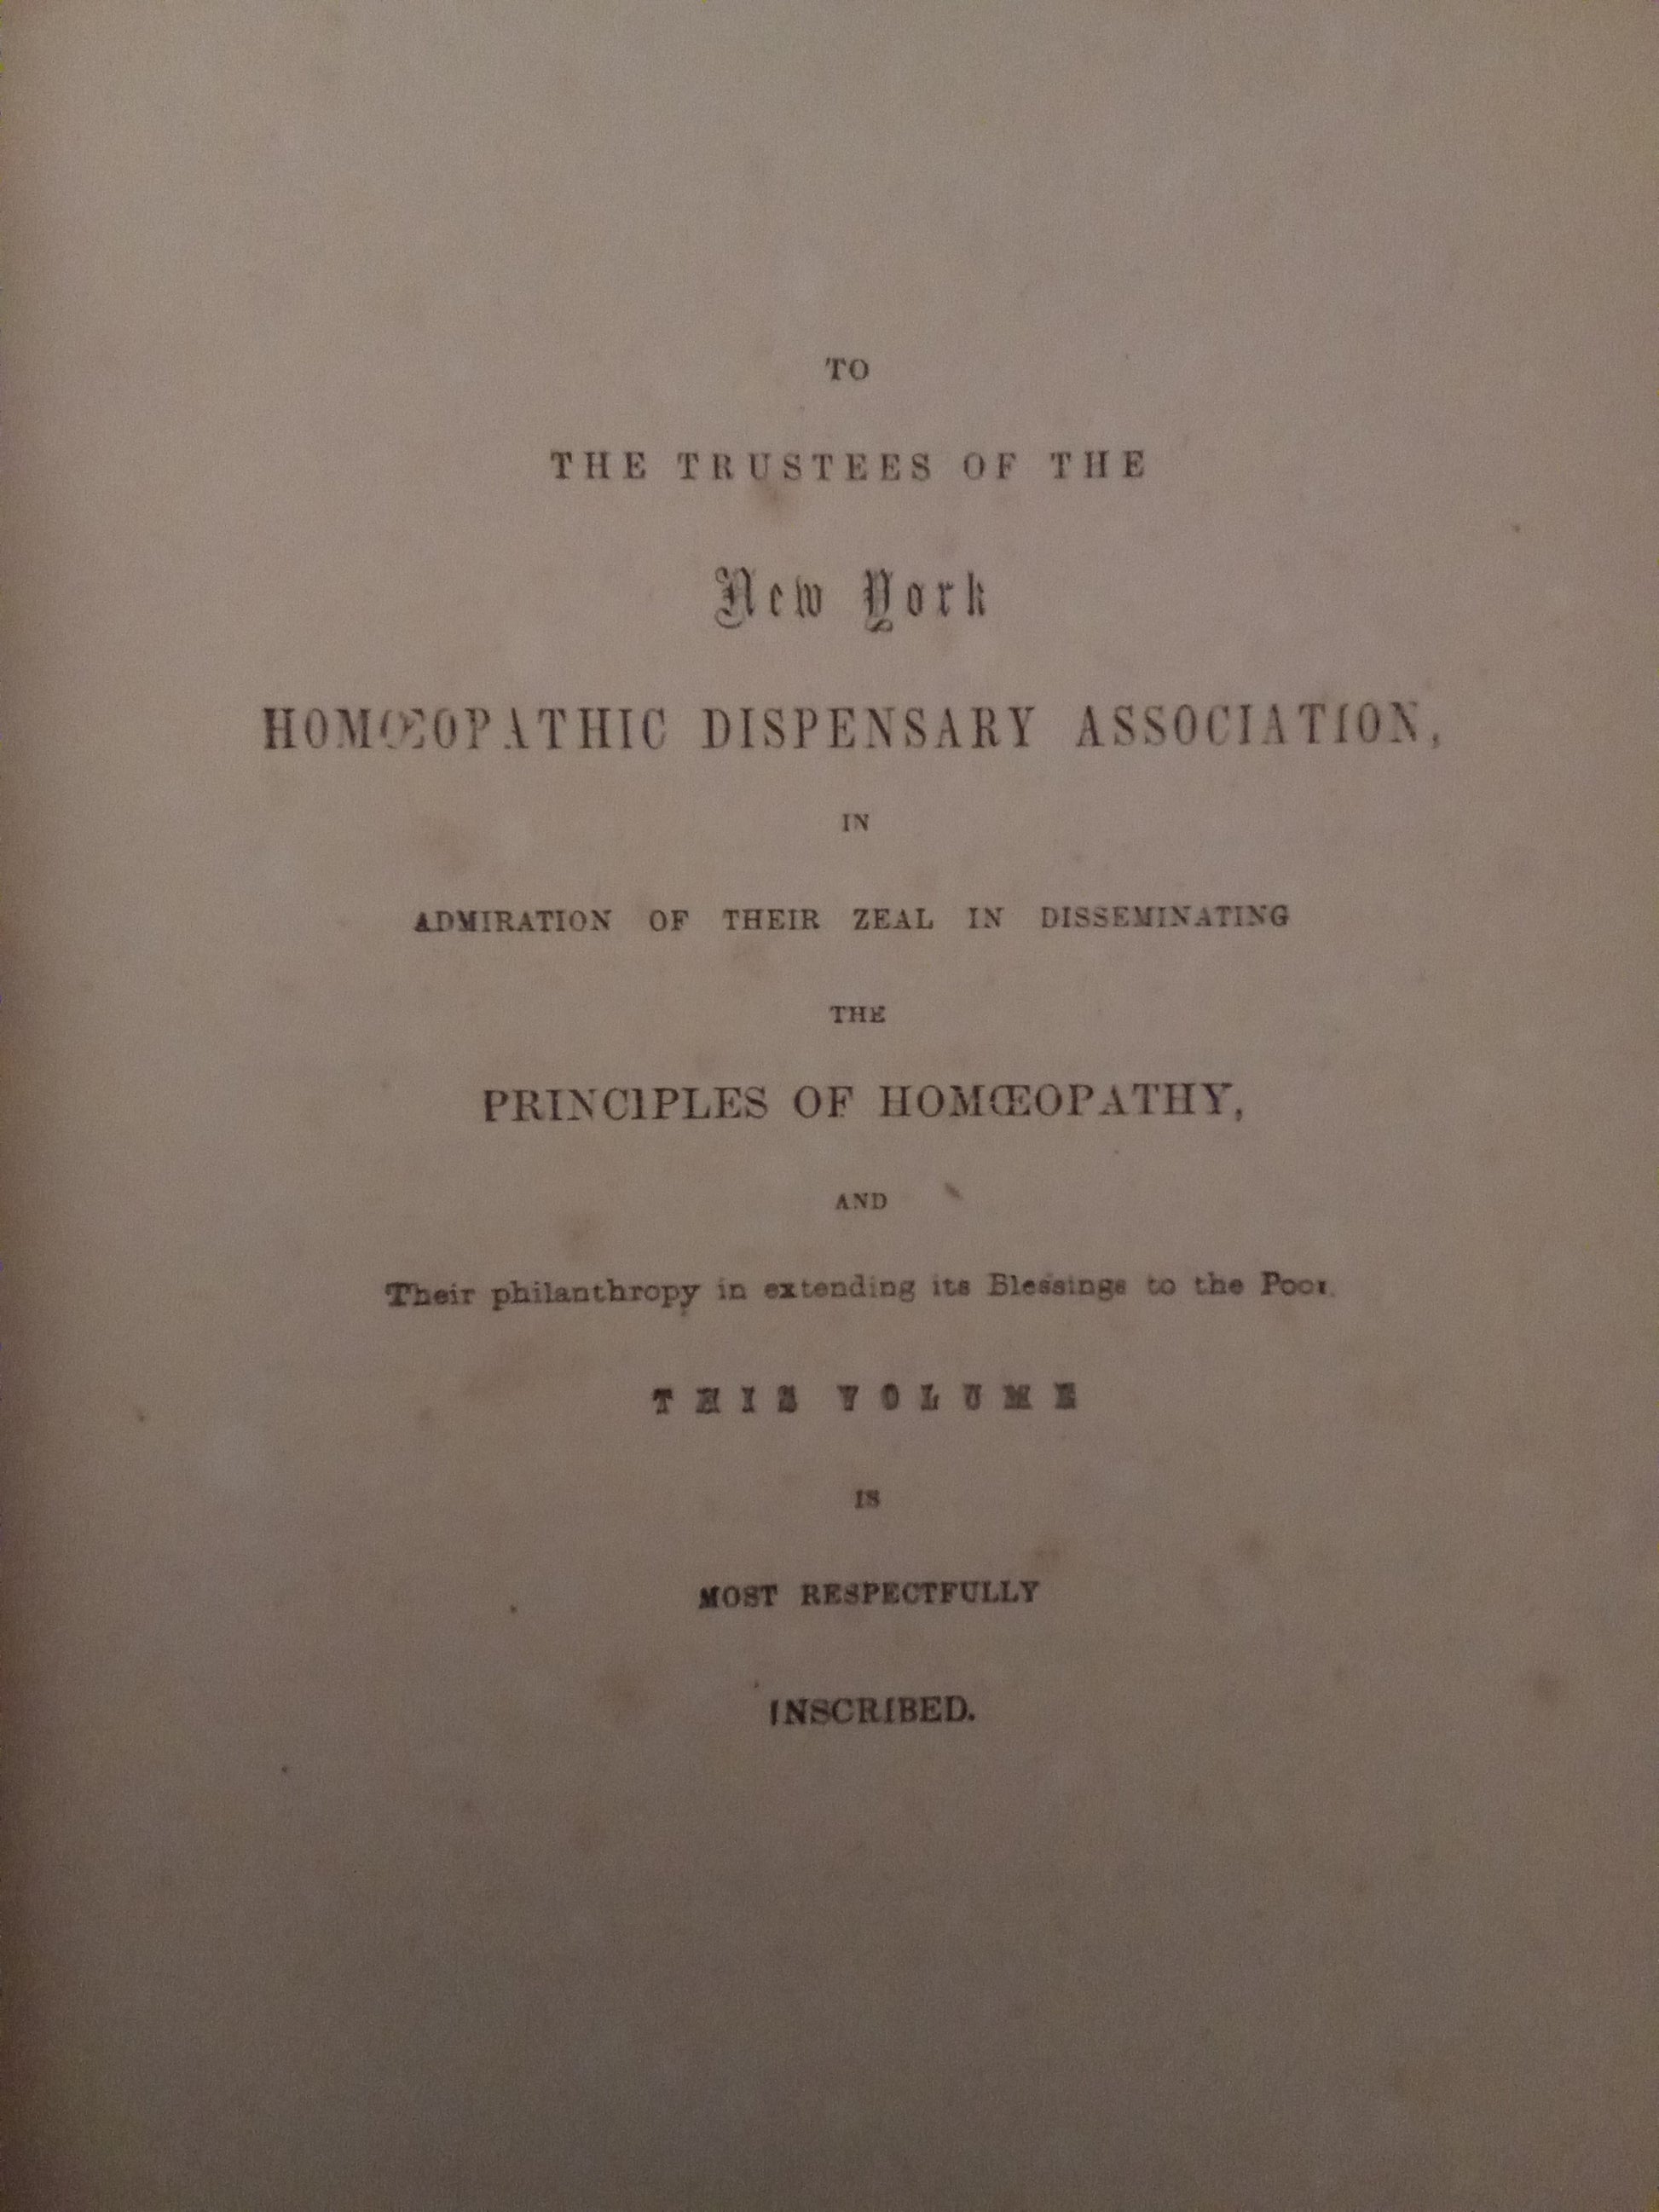 TO
THE TRUSTEES OF THE
New York
HOMŒOPATHIC DISPENSARY ASSOCIATION,
IN
ADMIRATION OF THEIR ZEAL IN DISSEMINATING
THE
PRINCIPLES OF HOMŒOPATHY,
AND
Their philanthropy in extending its Blessings to the Poor.
THIS VOLUME
IS
MOST RESPECTFULLY
INSCRIBED.